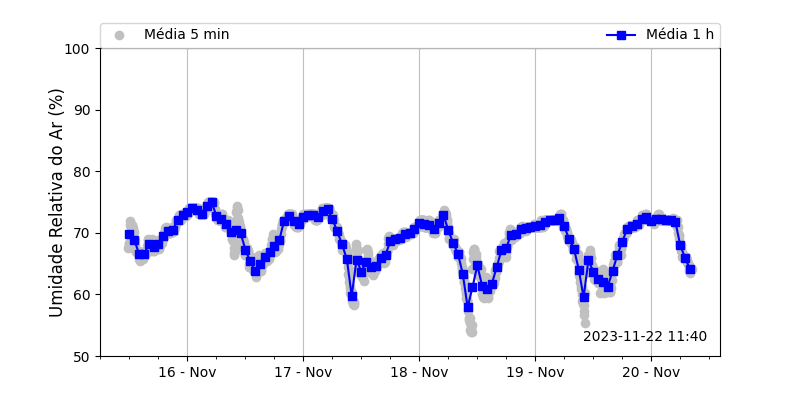 Média 5 min
Média 1 h
Umidade Relativa do Ar (%)
100
90
80
70
60
50
2023-11-22 11:40
16 - Nov
17 - Nov
18 - Nov
19 - Nov
20 - Nov